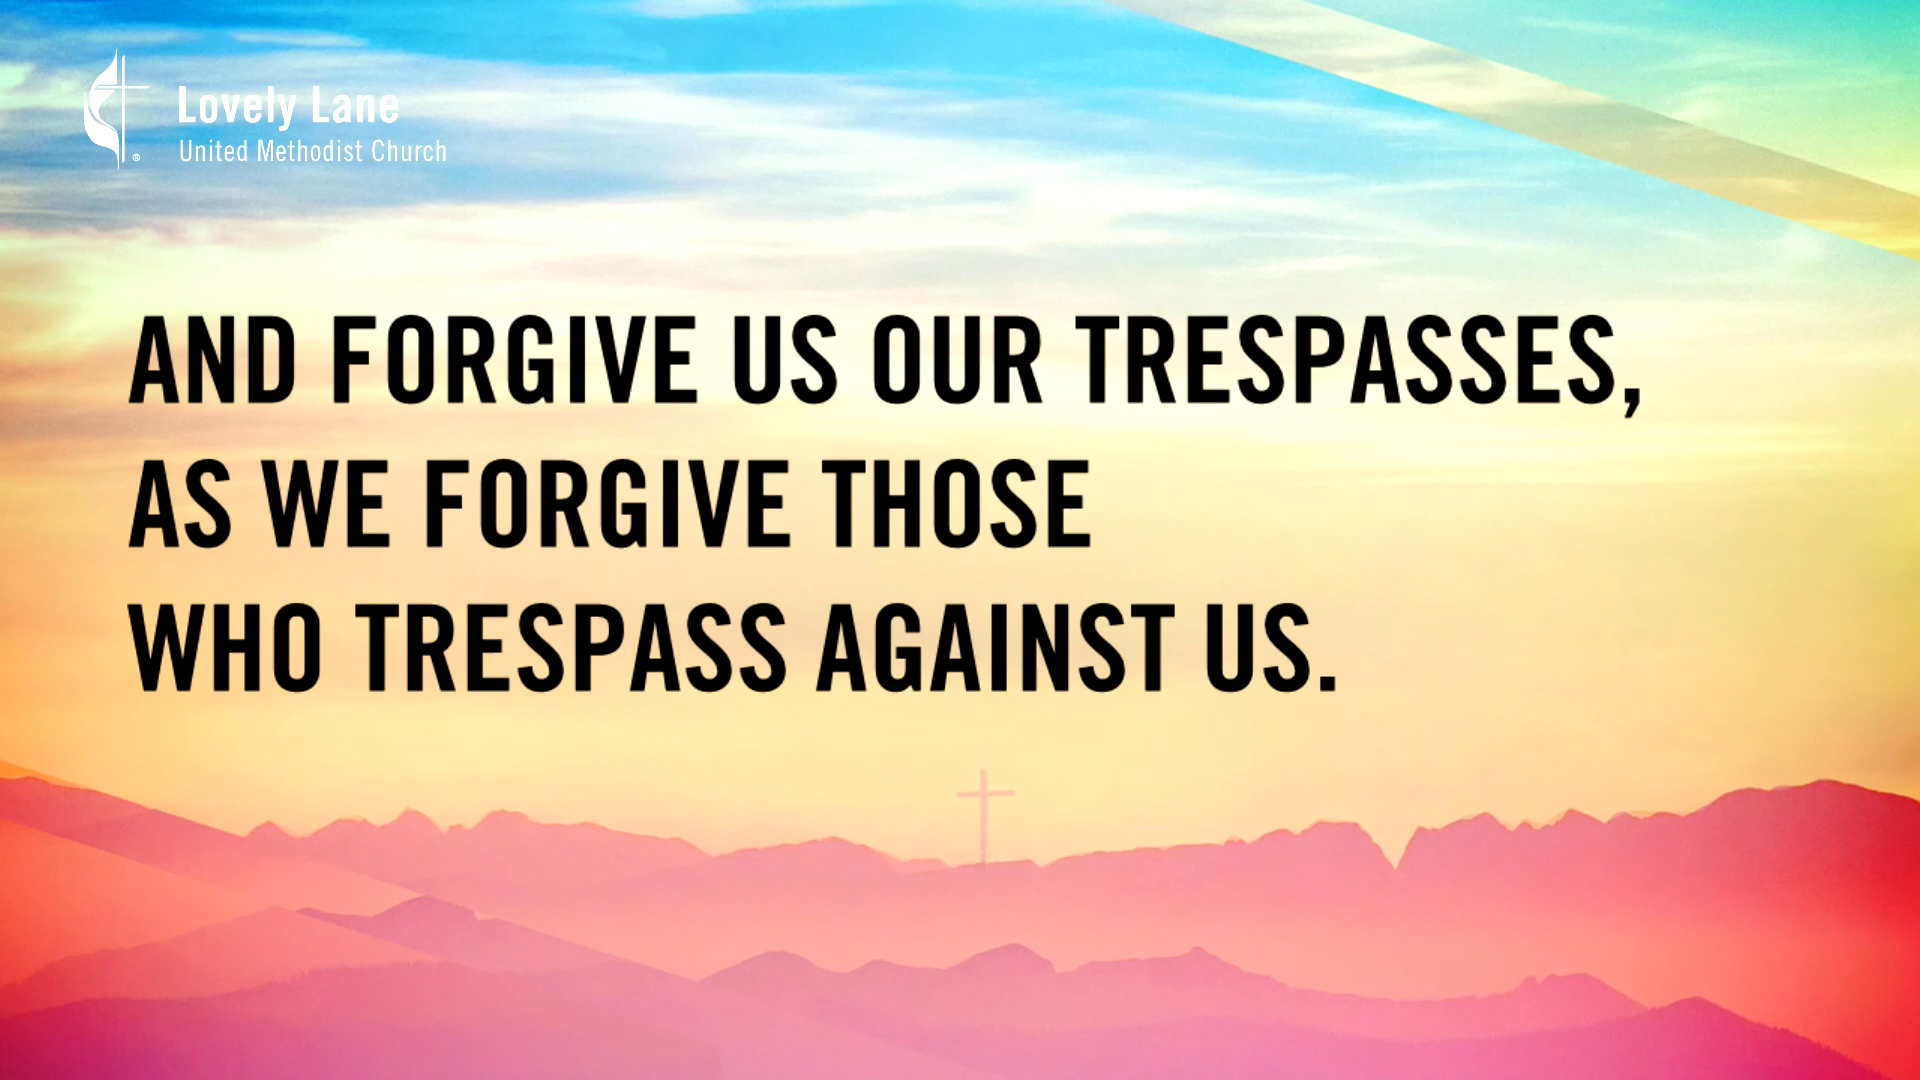 Lovely Lane
United Methodist Church
®
AND FORGIVE US OUR TRESPASSES,
AS WE FORGIVE THOSE
WHO TRESPASS AGAINST US.